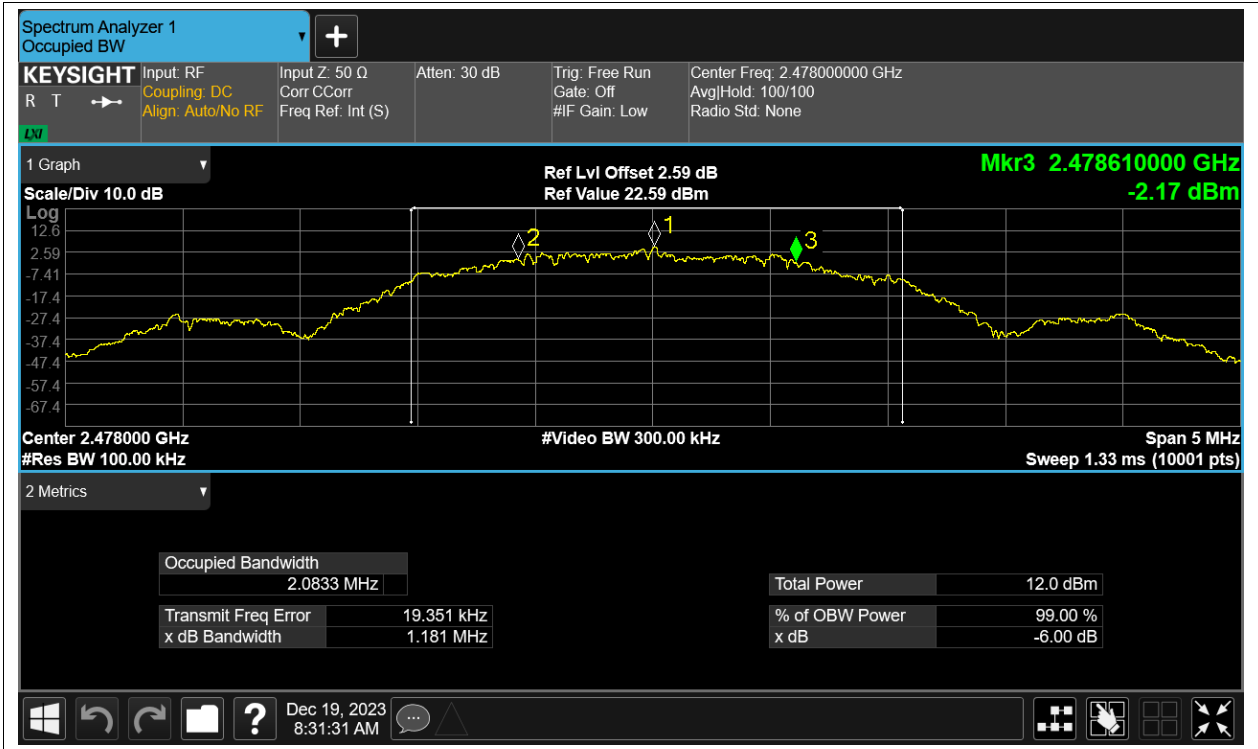 Spectrum Analyzer 1
Occupied BW
KEYSIGHT
R T
LXI
Input: RF
Coupling: DC
Align: Auto/No RF
Input Z: 50 Ω
Corr CCorr
Freq Ref: Int (S)
Atten: 30 dB
Trig: Free Run
Gate: Off
#IF Gain: Low
Center Freq: 2.478000000 GHz
Avg|Hold: 100/100
Radio Std: None
1 Graph
Scale/Div 10.0 dB
Ref Lvl Offset 2.59 dB
Ref Value 22.59 dBm
Mkr3 2.478610000 GHz
-2.17 dBm
Log
12.6
2.59
-7.41
-17.4
-27.4
-37.4
-47.4
-57.4
-67.4
2
1
3
Center 2.478000 GHz
#Res BW 100.00 kHz
#Video BW 300.00 kHz
Span 5 MHz
Sweep 1.33 ms (10001 pts)
2 Metrics
Occupied Bandwidth
2.0833 MHz
Transmit Freq Error 19.351 kHz
x dB Bandwidth 1.181 MHz
Total Power 12.0 dBm
% of OBW Power 99.00 %
x dB -6.00 dB
?
Dec 19, 2023
8:31:31 AM